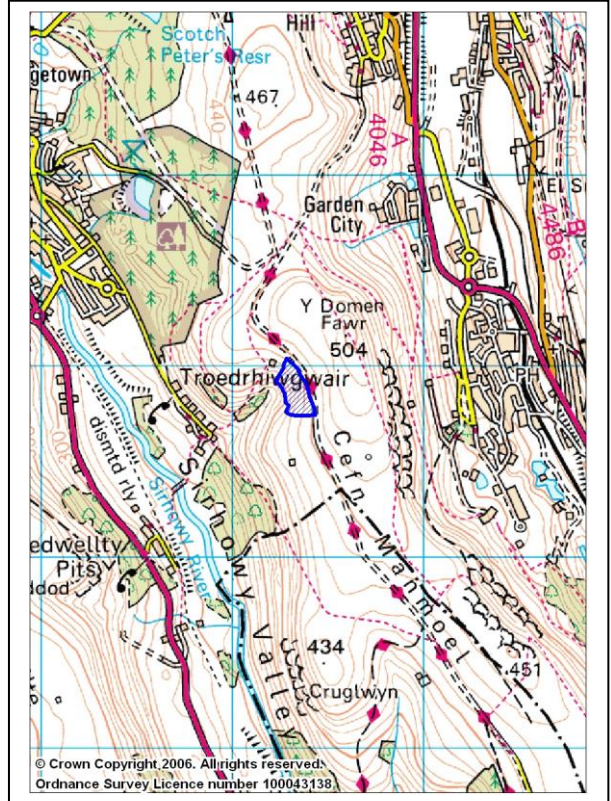 Scotch
Peter's Resr
Hill
getown
467
440
A
4046
Garden
City
4486
B
Y Domen
Fawr
504
Troedrhiwgwair
PH
Cefn
Manmoel
300
dismtd rly
Sirhowy River
Sirhowy Valley
edwellty
Pits
434
Cruglwyn
451
© Crown Copyright 2006. All rights reserved.
Ordnance Survey Licence number 100043138.